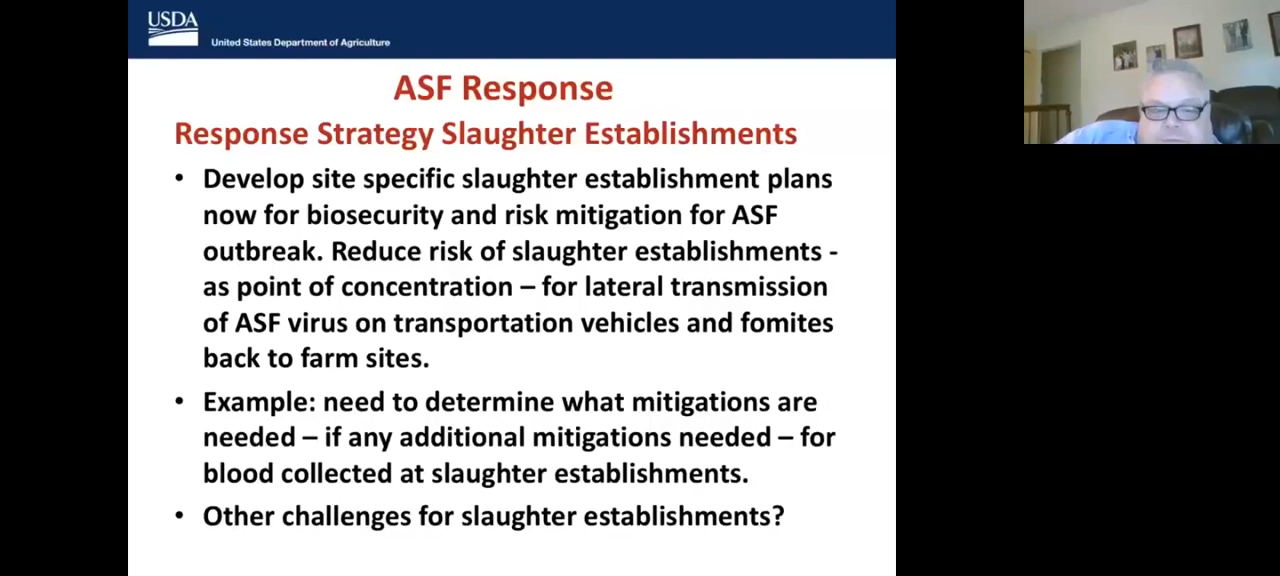 USDA
United States Department of Agriculture
ASF Response
Response Strategy Slaughter Establishments
• Develop site specific slaughter establishment plans
now for biosecurity and risk mitigation for ASF
outbreak. Reduce risk of slaughter establishments -
as point of concentration – for lateral transmission
of ASF virus on transportation vehicles and fomites
back to farm sites.
• Example: need to determine what mitigations are
needed – if any additional mitigations needed – for
blood collected at slaughter establishments.
• Other challenges for slaughter establishments?